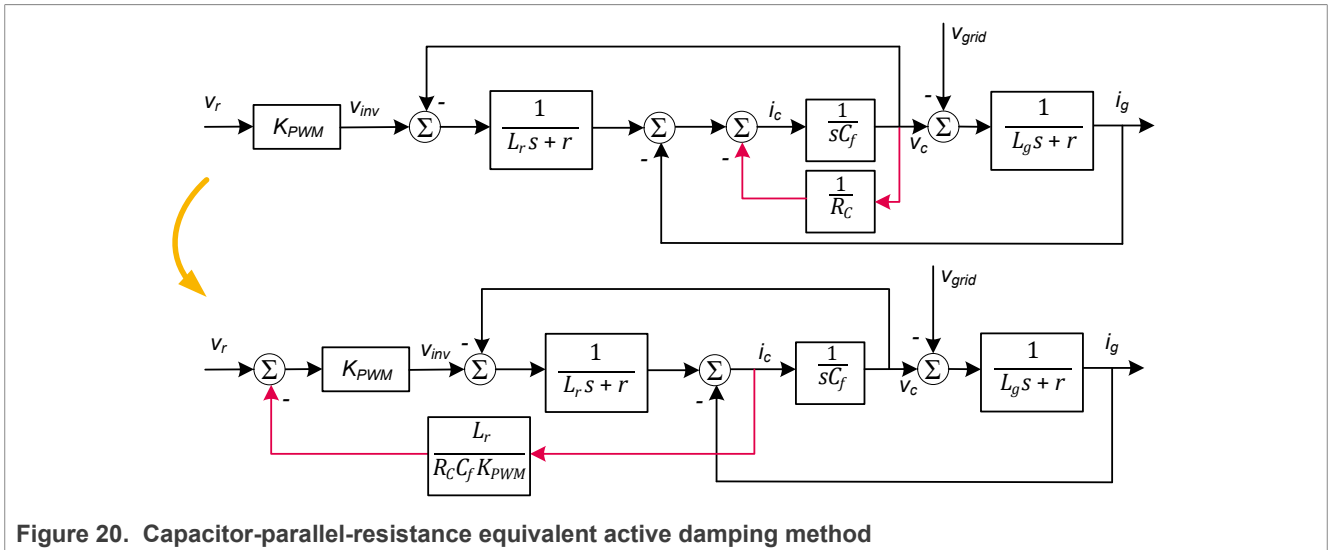 v_grid
v_r K_PWM v_inv - Σ 1/(L_r s + r) Σ - Σ - i_c 1/(sC_f) v_c - Σ 1/(L_g s + r) i_g
1/R_C
v_grid
v_r Σ - K_PWM v_inv - Σ 1/(L_r s + r) Σ - i_c 1/(sC_f) v_c - Σ 1/(L_g s + r) i_g
L_r/(R_C C_f K_PWM)
Figure 20. Capacitor-parallel-resistance equivalent active damping method